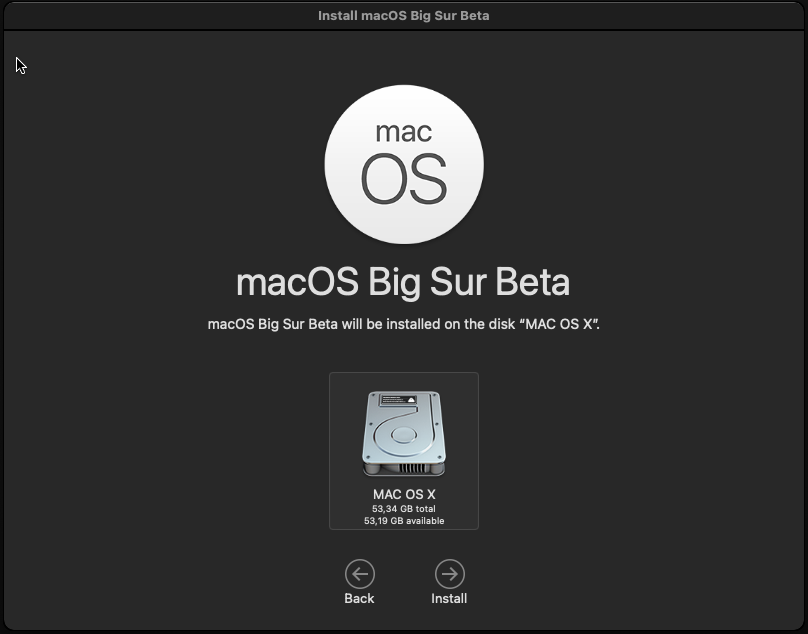 Install macOS Big Sur Beta
mac
OS
macOS Big Sur Beta
macOS Big Sur Beta will be installed on the disk “MAC OS X”.
MAC OS X
53,34 GB total
53,19 GB available
Back
Install